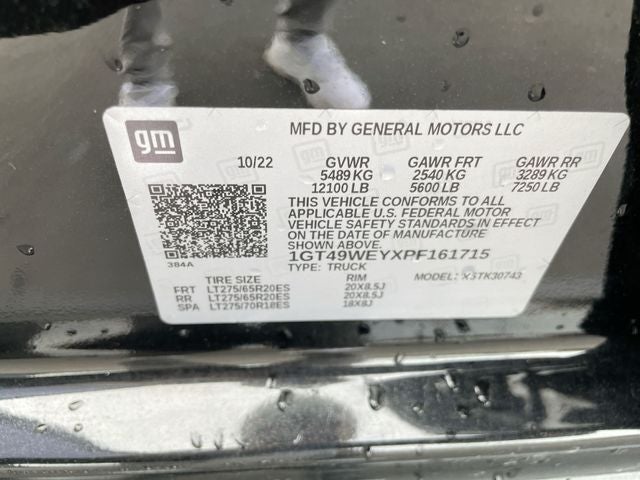 gm
MFD BY GENERAL MOTORS LLC
10/22 GVWR GAWR FRT GAWR RR
5489 KG 2540 KG 3289 KG
12100 LB 5600 LB 7250 LB
THIS VEHICLE CONFORMS TO ALL
APPLICABLE U.S. FEDERAL MOTOR
VEHICLE SAFETY STANDARDS IN EFFECT
ON THE DATE OF MANUFACTURE
SHOWN ABOVE.
1GT49WEYXPF161715
384A TYPE: TRUCK MODEL: X3TK30743
TIRE SIZE RIM
FRT LT275/65R20ES 20X8.5J
RR LT275/65R20ES 20X8.5J
SPA LT275/70R18ES 18X8J